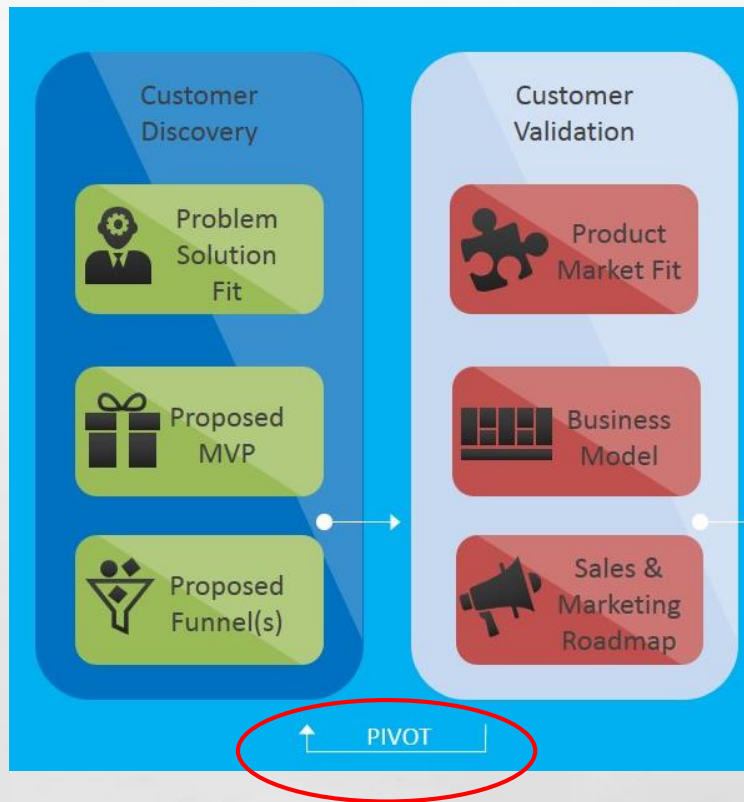 Customer
Discovery
Problem
Solution
Fit
Proposed
MVP
Proposed
Funnel(s)
Customer
Validation
Product
Market Fit
Business
Model
Sales &
Marketing
Roadmap
PIVOT